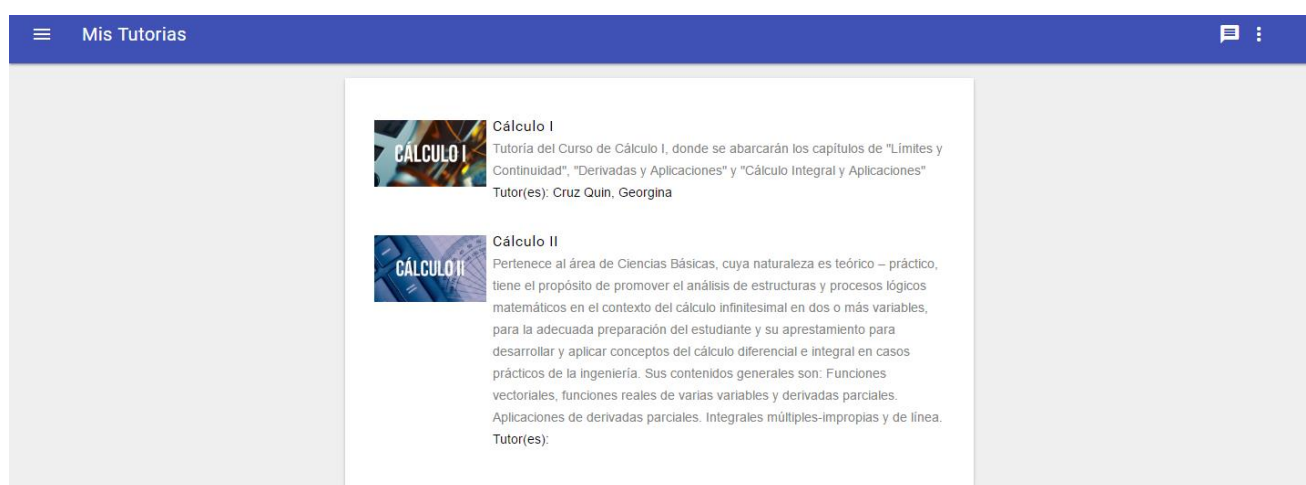 Mis Tutorias
CÁLCULO I
Cálculo I
Tutoría del Curso de Cálculo I, donde se abarcarán los capítulos de "Límites y
Continuidad", "Derivadas y Aplicaciones" y "Cálculo Integral y Aplicaciones"
Tutor(es): Cruz Quin, Georgina
CÁLCULO II
Cálculo II
Pertenece al área de Ciencias Básicas, cuya naturaleza es teórico – práctico,
tiene el propósito de promover el análisis de estructuras y procesos lógicos
matemáticos en el contexto del cálculo infinitesimal en dos o más variables,
para la adecuada preparación del estudiante y su aprestamiento para
desarrollar y aplicar conceptos del cálculo diferencial e integral en casos
prácticos de la ingeniería. Sus contenidos generales son: Funciones
vectoriales, funciones reales de varias variables y derivadas parciales.
Aplicaciones de derivadas parciales. Integrales múltiples-impropias y de línea.
Tutor(es):